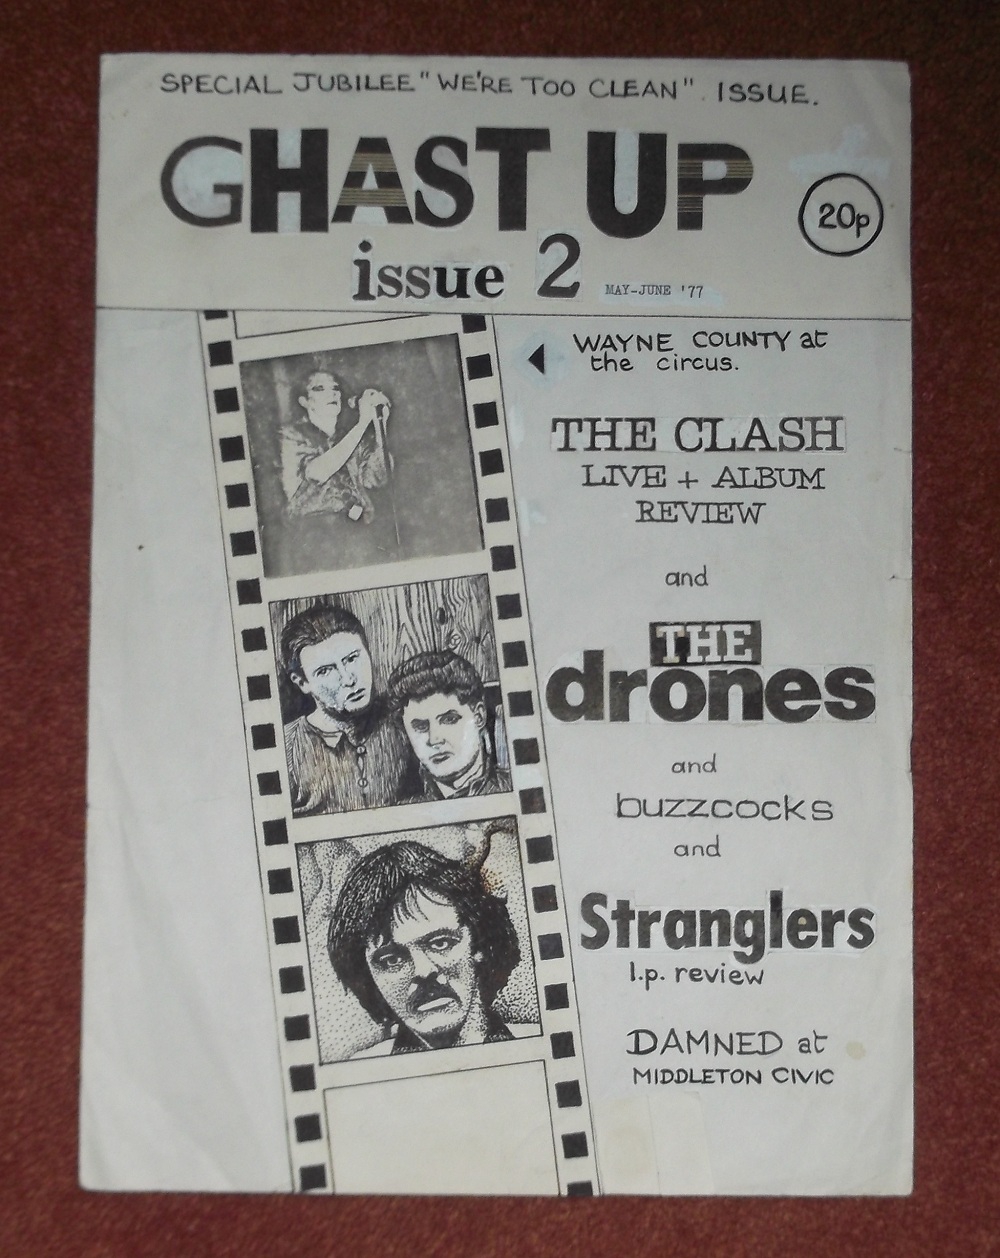 SPECIAL JUBILEE "WE'RE TOO CLEAN". ISSUE.
GHAST UP
20p
issue 2 MAY-JUNE '77
WAYNE COUNTY at
the circus.
THE CLASH
LIVE + ALBUM
REVIEW
and
THE
drones
and
buzzcocks
and
Stranglers
l.p. review
DAMNED at
MIDDLETON CIVIC